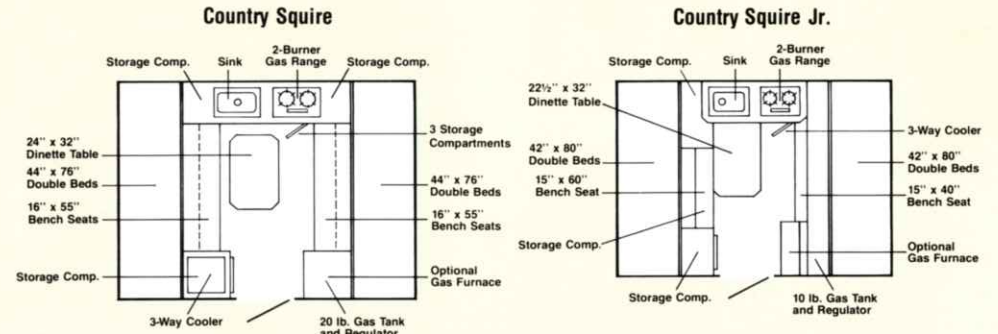 Country Squire
Storage Comp.
Sink
2-Burner
Gas Range
Storage Comp.
24" x 32"
Dinette Table
44" x 76"
Double Beds
16" x 55"
Bench Seats
Storage Comp.
3-Way Cooler
3 Storage
Compartments
44" x 76"
Double Beds
16" x 55"
Bench Seats
Optional
Gas Furnace
20 lb. Gas Tank
and Regulator
Country Squire Jr.
Storage Comp.
Sink
2-Burner
Gas Range
22½" x 32"
Dinette Table
42" x 80"
Double Beds
15" x 60"
Bench Seat
Storage Comp.
Storage Comp.
3-Way Cooler
42" x 80"
Double Beds
15" x 40"
Bench Seat
Optional
Gas Furnace
10 lb. Gas Tank
and Regulator